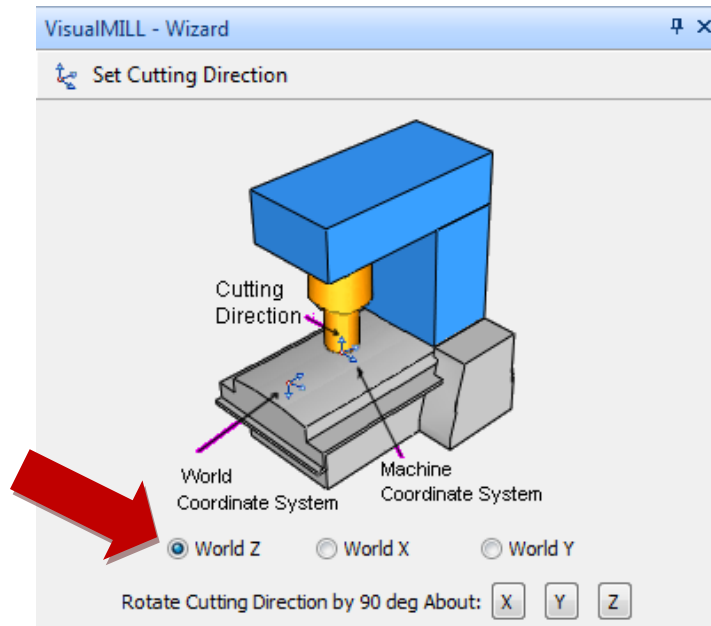 VisualMILL - Wizard
Set Cutting Direction
Cutting
Direction
World
Coordinate System
Machine
Coordinate System
World Z World X World Y
Rotate Cutting Direction by 90 deg About: X Y Z